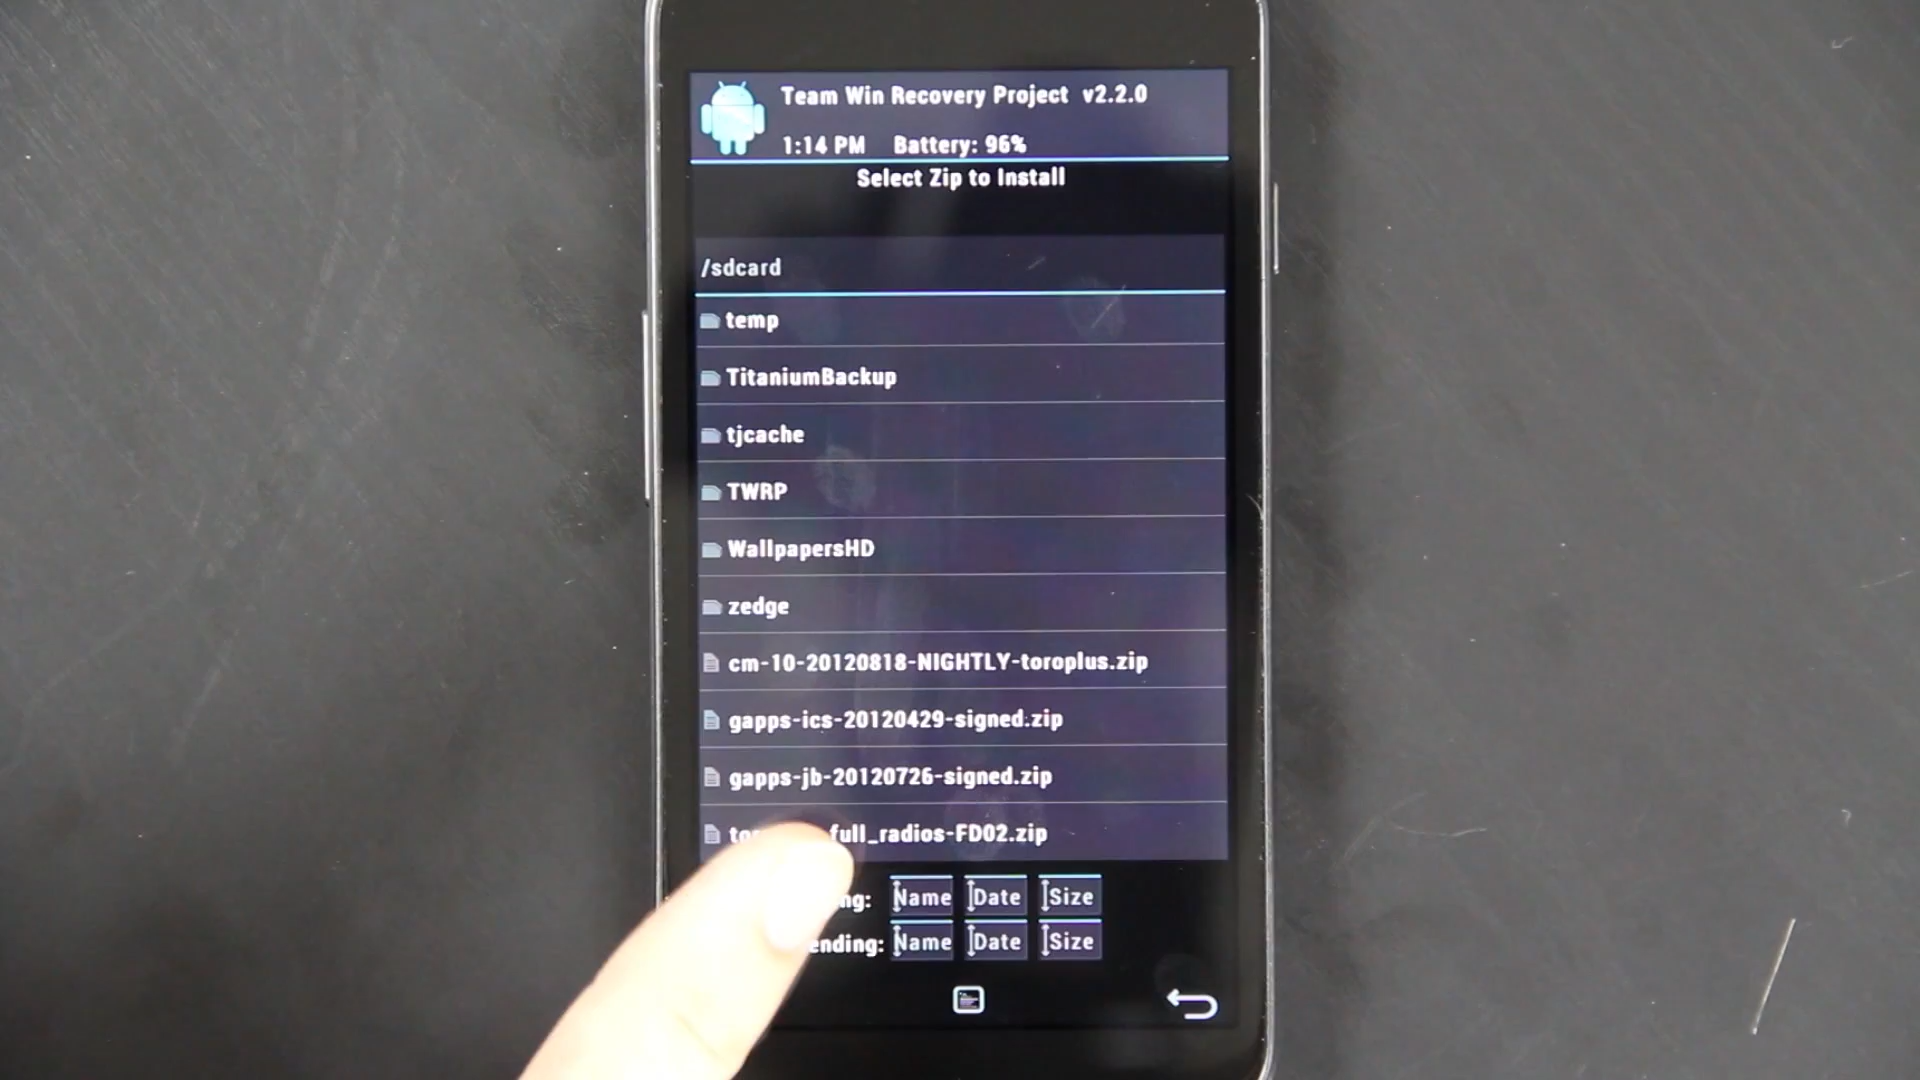 Team Win Recovery Project v2.2.0
1:14 PM Battery: 96%
Select Zip to Install
/sdcard
temp
TitaniumBackup
tjcache
TWRP
WallpapersHD
zedge
cm-10-20120818-NIGHTLY-toroplus.zip
gapps-ics-20120429-signed.zip
gapps-jb-20120726-signed.zip
full_radios-FD02.zip
Name Date Size
Name Date Size